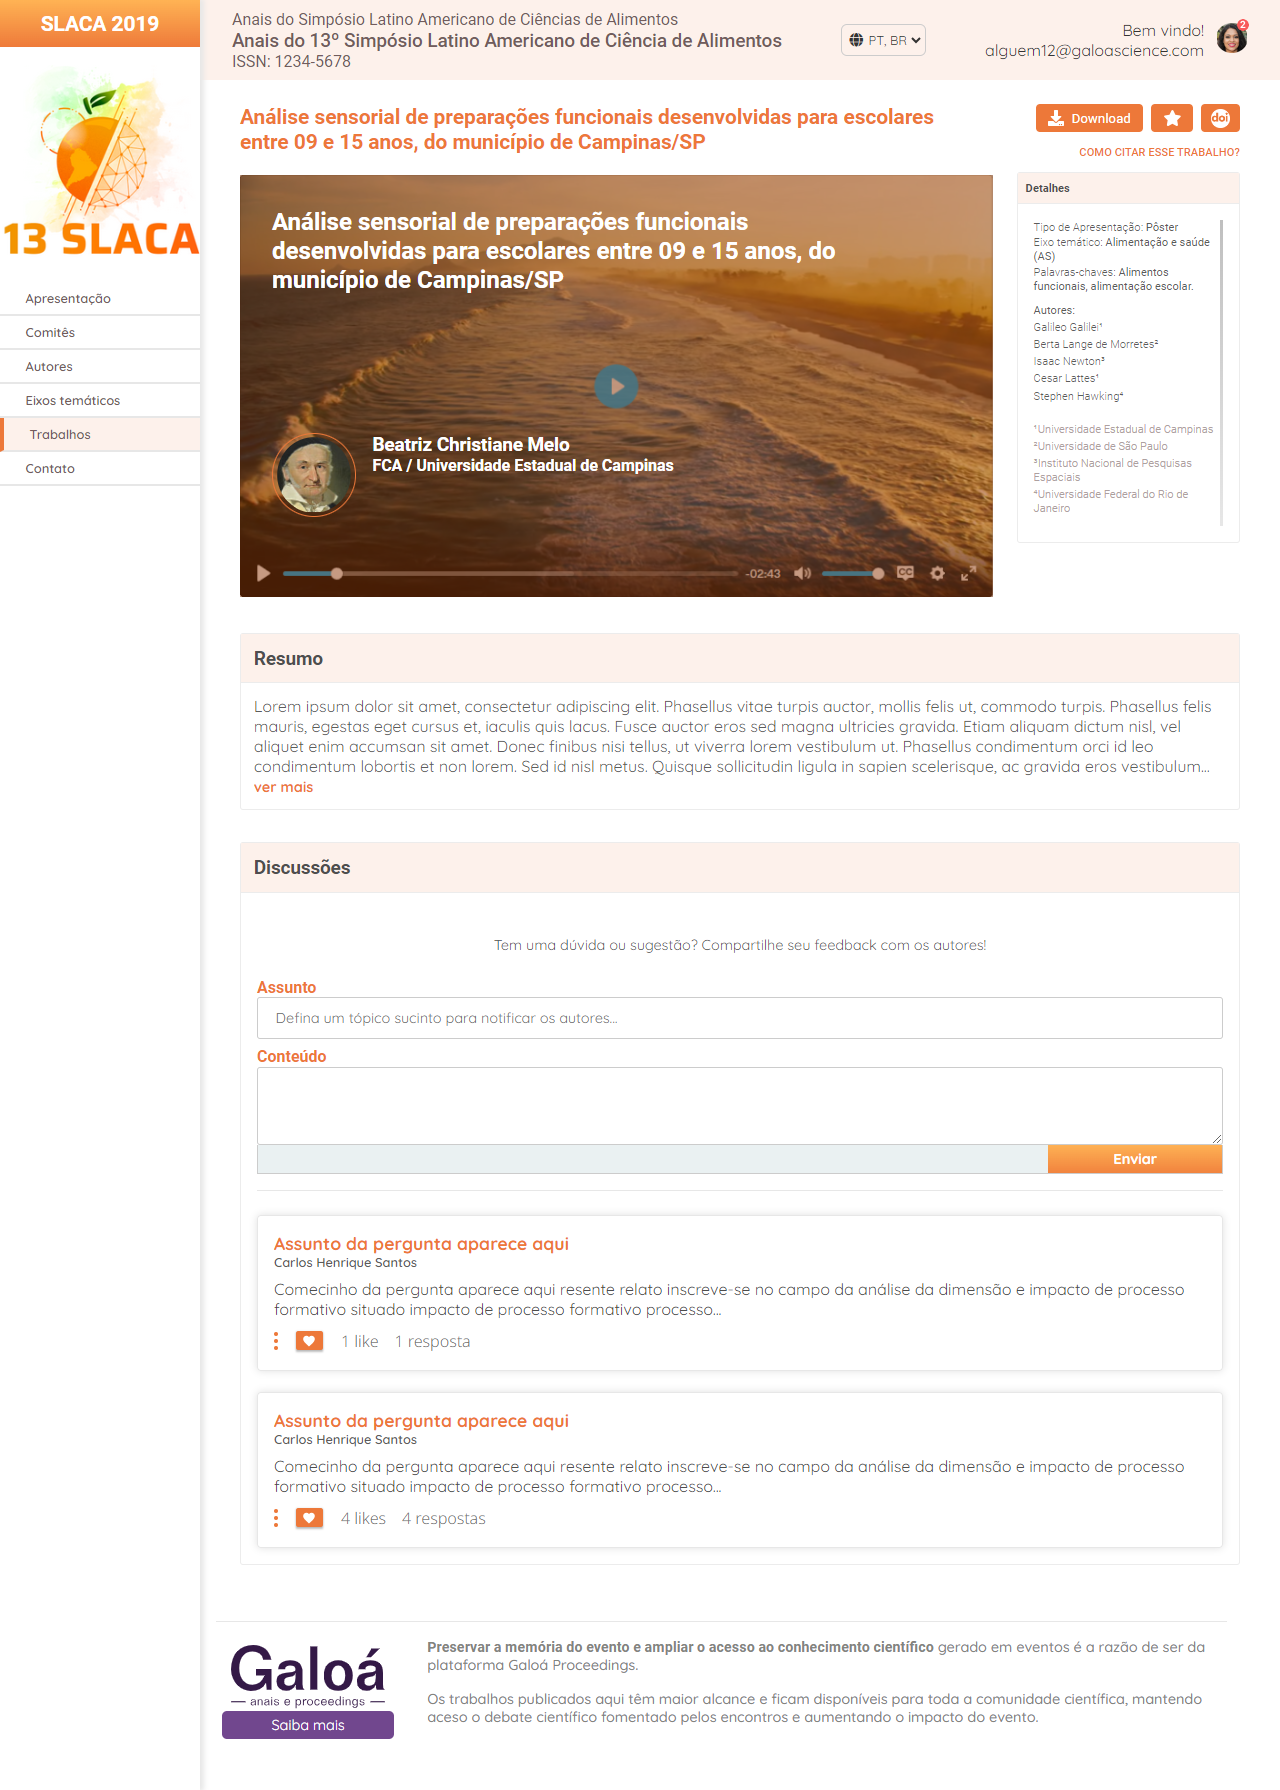 SLACA 2019
Anais do Simpósio Latino Americano de Ciências de Alimentos
Anais do 13º Simpósio Latino Americano de Ciência de Alimentos
ISSN: 1234-5678
PT, BR
Bem vindo!
alguem12@galoascience.com
2
13 SLACA
Apresentação
Comitês
Autores
Eixos temáticos
Trabalhos
Contato
Análise sensorial de preparações funcionais desenvolvidas para escolares
entre 09 e 15 anos, do município de Campinas/SP
Download
doi
COMO CITAR ESSE TRABALHO?
Análise sensorial de preparações funcionais
desenvolvidas para escolares entre 09 e 15 anos, do
município de Campinas/SP
Beatriz Christiane Melo
FCA / Universidade Estadual de Campinas
-02:43
CC
Detalhes
Tipo de Apresentação: Pôster
Eixo temático: Alimentação e saúde
(AS)
Palavras-chaves: Alimentos
funcionais, alimentação escolar.
Autores:
Galileo Galilei¹
Berta Lange de Morretes²
Isaac Newton³
Cesar Lattes¹
Stephen Hawking⁴
¹Universidade Estadual de Campinas
²Universidade de São Paulo
³Instituto Nacional de Pesquisas
Espaciais
⁴Universidade Federal do Rio de
Janeiro
Resumo
Lorem ipsum dolor sit amet, consectetur adipiscing elit. Phasellus vitae turpis auctor, mollis felis ut, commodo turpis. Phasellus felis
mauris, egestas eget cursus et, iaculis quis lacus. Fusce auctor eros sed magna ultricies gravida. Etiam aliquam dictum nisl, vel
aliquet enim accumsan sit amet. Donec finibus nisi tellus, ut viverra lorem vestibulum ut. Phasellus condimentum orci id leo
condimentum lobortis et non lorem. Sed id nisl metus. Quisque sollicitudin ligula in sapien scelerisque, ac gravida eros vestibulum...
ver mais
Discussões
Tem uma dúvida ou sugestão? Compartilhe seu feedback com os autores!
Assunto
Defina um tópico sucinto para notificar os autores...
Conteúdo
Enviar
Assunto da pergunta aparece aqui
Carlos Henrique Santos
Comecinho da pergunta aparece aqui resente relato inscreve-se no campo da análise da dimensão e impacto de processo
formativo situado impacto de processo formativo processo...
1 like 1 resposta
Assunto da pergunta aparece aqui
Carlos Henrique Santos
Comecinho da pergunta aparece aqui resente relato inscreve-se no campo da análise da dimensão e impacto de processo
formativo situado impacto de processo formativo processo...
4 likes 4 respostas
Galoá
anais e proceedings
Saiba mais
Preservar a memória do evento e ampliar o acesso ao conhecimento científico gerado em eventos é a razão de ser da
plataforma Galoá Proceedings.
Os trabalhos publicados aqui têm maior alcance e ficam disponíveis para toda a comunidade científica, mantendo
aceso o debate científico fomentado pelos encontros e aumentando o impacto do evento.